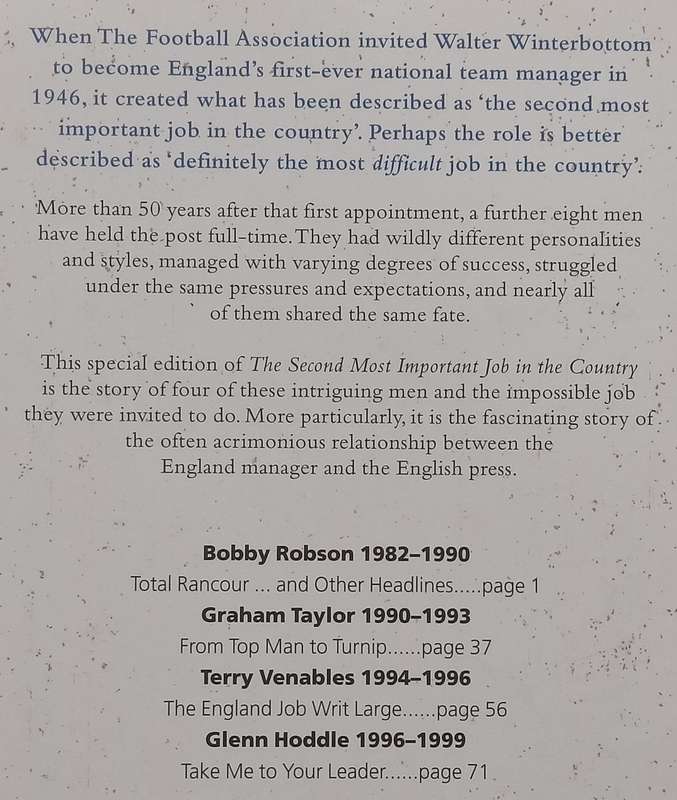 When The Football Association invited Walter Winterbottom
to become England's first-ever national team manager in
1946, it created what has been described as 'the second most
important job in the country'. Perhaps the role is better
described as 'definitely the most difficult job in the country'.
More than 50 years after that first appointment, a further eight men
have held the post full-time. They had wildly different personalities
and styles, managed with varying degrees of success, struggled
under the same pressures and expectations, and nearly all
of them shared the same fate.
This special edition of The Second Most Important Job in the Country
is the story of four of these intriguing men and the impossible job
they were invited to do. More particularly, it is the fascinating story of
the often acrimonious relationship between the
England manager and the English press.
Bobby Robson 1982–1990
Total Rancour ... and Other Headlines.....page 1
Graham Taylor 1990–1993
From Top Man to Turnip......page 37
Terry Venables 1994–1996
The England Job Writ Large......page 56
Glenn Hoddle 1996–1999
Take Me to Your Leader......page 71